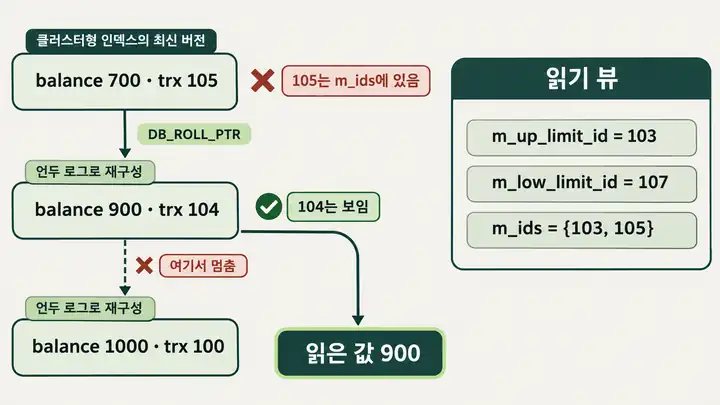 클러스터형 인덱스의 최신 버전
balance 700 · trx 105
105는 m_ids에 있음
DB_ROLL_PTR
언두 로그로 재구성
balance 900 · trx 104
104는 보임
여기서 멈춤
언두 로그로 재구성
balance 1000 · trx 100
읽은 값 900
읽기 뷰
m_up_limit_id = 103
m_low_limit_id = 107
m_ids = {103, 105}